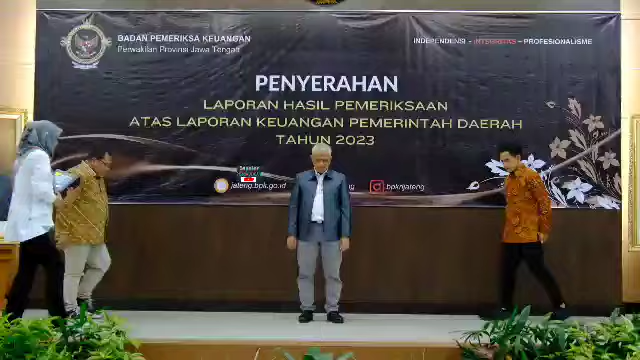 BADAN PEMERIKSA KEUANGAN
Perwakilan Provinsi Jawa Tengah
INDEPENDENSI - INTEGRITAS - PROFESIONALISME
PENYERAHAN
LAPORAN HASIL PEMERIKSAAN
ATAS LAPORAN KEUANGAN PEMERINTAH DAERAH
TAHUN 2023
jateng.bpk.go.id
bpkrijateng